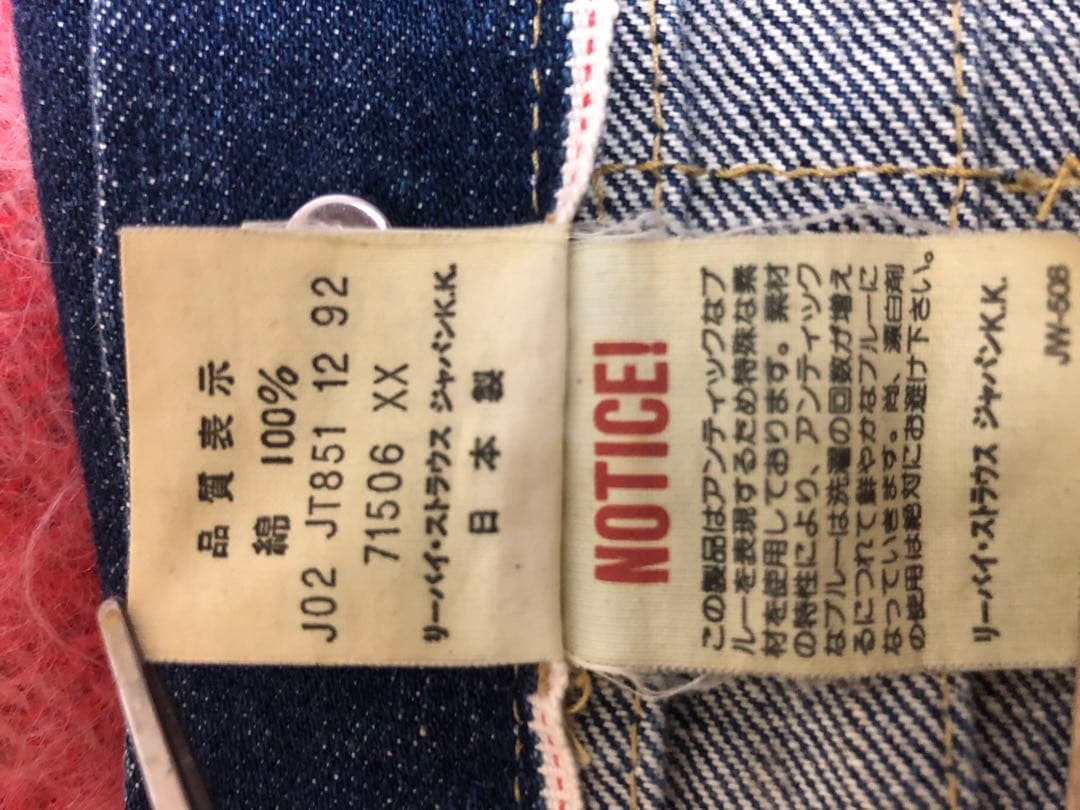 品質表示
綿 100%
J02 JT851 12 92
71506 XX
リーバイ・ストラウス ジャパンK.K.
日本製
NOTICE!
この製品はアンティックなブ
ルーを表現するため特殊な素
材を使用しております。素材
の特性により、アンティック
なブルーは洗濯の回数が増え
るにつれて鮮やかなブルーに
なっていきます。尚、漂白剤
の使用は絶対にお避け下さい。
リーバイ・ストラウス ジャパンK.K.
JW-508